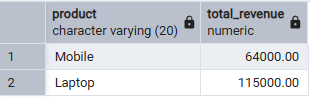 product total_revenue
character varying (20) numeric
1 Mobile 64000.00
2 Laptop 115000.00